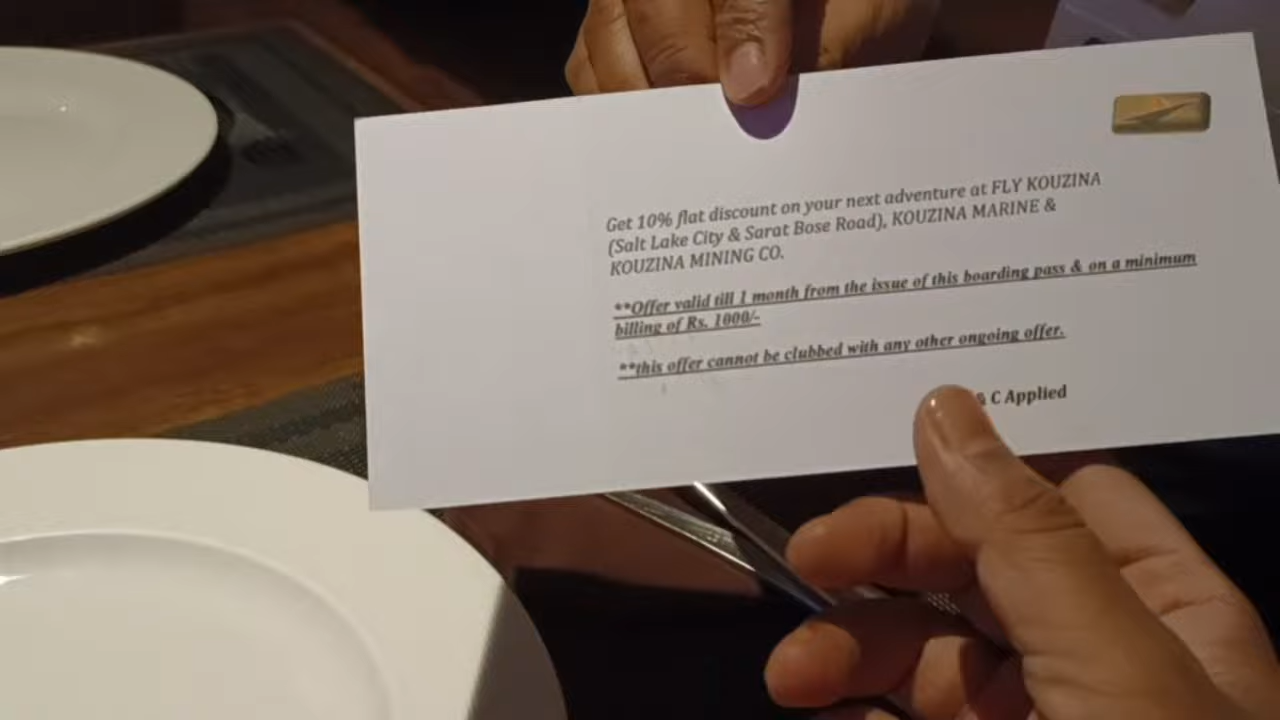 Get 10% flat discount on your next adventure at FLY KOUZINA
(Salt Lake City & Sarat Bose Road), KOUZINA MARINE &
KOUZINA MINING CO.
**Offer valid till 1 month from the issue of this boarding pass & on a minimum
billing of Rs. 1000/-
**this offer cannot be clubbed with any other ongoing offer.
& C Applied